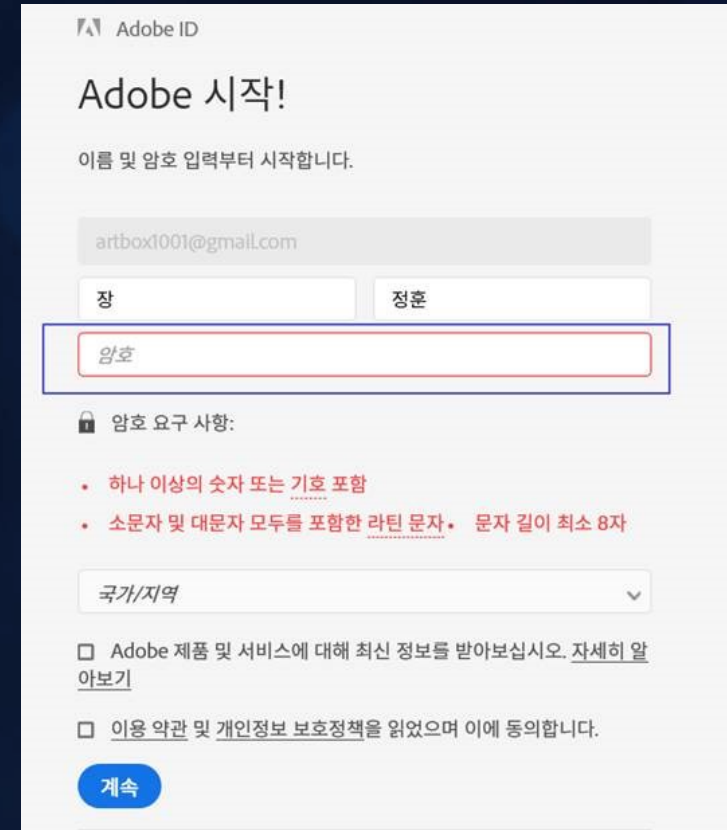 Adobe ID
Adobe 시작!
이름 및 암호 입력부터 시작합니다.
artbox1001@gmail.com
장 정훈
암호
암호 요구 사항:
• 하나 이상의 숫자 또는 기호 포함
• 소문자 및 대문자 모두를 포함한 라틴 문자 • 문자 길이 최소 8자
국가/지역
Adobe 제품 및 서비스에 대해 최신 정보를 받아보십시오. 자세히 알
아보기
이용 약관 및 개인정보 보호정책을 읽었으며 이에 동의합니다.
계속